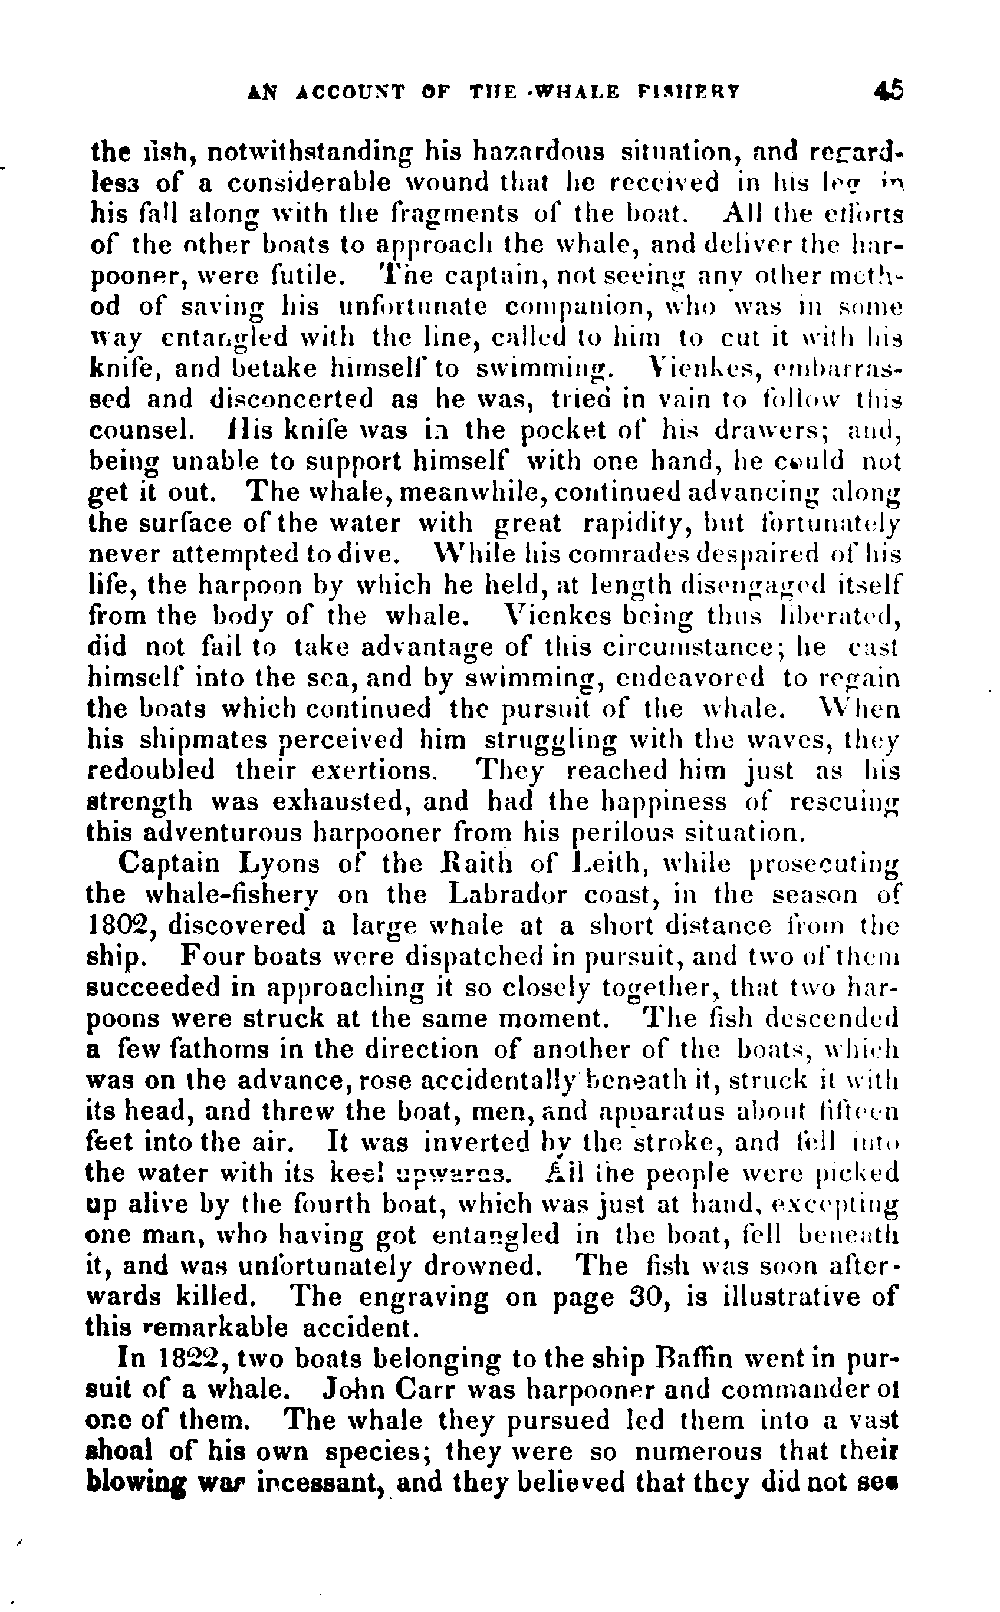 AN ACCOUNT OF THE WHALE FISHERY 45
the fish, notwithstanding his hazardous situation, and regard-
less of a considerable wound that he received in his leg in
his fall along with the fragments of the boat. All the efforts
of the other boats to approach the whale, and deliver the har-
pooner, were futile. The captain, not seeing any other meth-
od of saving his unfortunate companion, who was in some
way entangled with the line, called to him to cut it with his
knife, and betake himself to swimming. Vienkes, embarras-
sed and disconcerted as he was, tried in vain to follow this
counsel. His knife was in the pocket of his drawers; and,
being unable to support himself with one hand, he could not
get it out. The whale, meanwhile, continued advancing along
the surface of the water with great rapidity, but fortunately
never attempted to dive. While his comrades despaired of his
life, the harpoon by which he held, at length disengaged itself
from the body of the whale. Vienkes being thus liberated,
did not fail to take advantage of this circumstance; he cast
himself into the sea, and by swimming, endeavored to regain
the boats which continued the pursuit of the whale. When
his shipmates perceived him struggling with the waves, they
redoubled their exertions. They reached him just as his
strength was exhausted, and had the happiness of rescuing
this adventurous harpooner from his perilous situation.
Captain Lyons of the Raith of Leith, while prosecuting
the whale-fishery on the Labrador coast, in the season of
1802, discovered a large whale at a short distance from the
ship. Four boats were dispatched in pursuit, and two of them
succeeded in approaching it so closely together, that two har-
poons were struck at the same moment. The fish descended
a few fathoms in the direction of another of the boats, which
was on the advance, rose accidentally beneath it, struck it with
its head, and threw the boat, men, and apparatus about fifteen
feet into the air. It was inverted by the stroke, and fell into
the water with its keel upwards. All the people were picked
up alive by the fourth boat, which was just at hand, excepting
one man, who having got entangled in the boat, fell beneath
it, and was unfortunately drowned. The fish was soon after-
wards killed. The engraving on page 30, is illustrative of
this remarkable accident.
In 1822, two boats belonging to the ship Baffin went in pur-
suit of a whale. John Carr was harpooner and commander of
one of them. The whale they pursued led them into a vast
shoal of his own species; they were so numerous that their
blowing was incessant, and they believed that they did not see